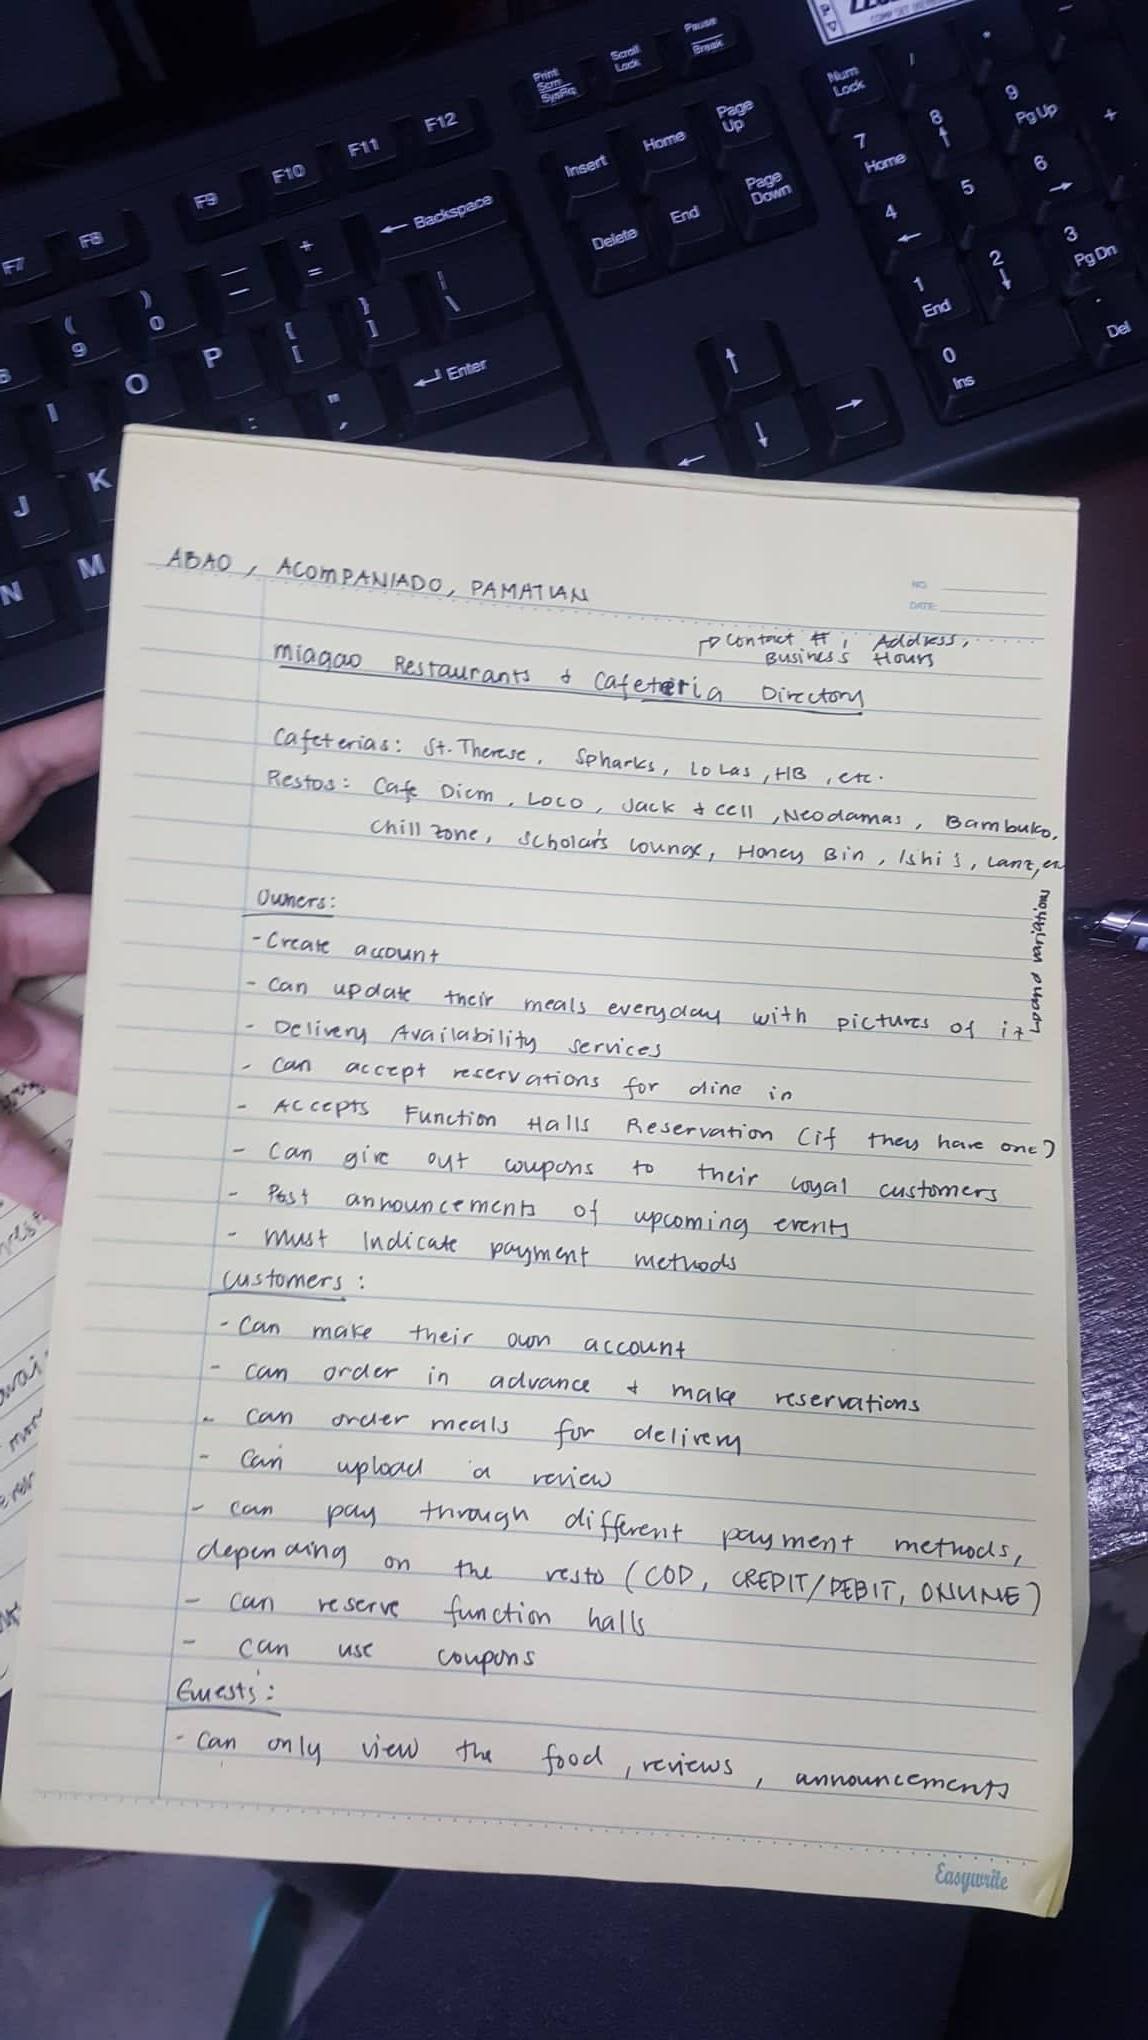 Print
Scrn
SysRq
Scroll
Lock
Pause
Break
F7
F8
F9
F10
F11
F12
Insert
Home
Page
Up
Num
Lock
/
*
-
7
Home
8
↑
9
Pg Up
+
Backspace
Delete
End
Page
Down
4
←
5
6
→
(
9
)
0
—
-
+
=
|
\
1
End
2
↓
3
Pg Dn
I
O
P
{
[
}
]
Enter
0
Ins
.
Del
J
K
:
"
N
M
↑
←
↓
→
ABAO, ACOMPANIADO, PAMATIAN
NO.
DATE:
→ Contact #, Address,
Business Hours
Miagao Restaurants & Cafeteria Directory
Cafeterias: St. Therese, Spharks, Lolas, HB, etc.
Restos: Cafe Diem, Loco, Jack & cell, Neodamas, Bambuko,
Chill zone, Scholar's Lounge, Honey Bin, Ishi's, Lanz,
Owners:
- Create account
- Can update their meals everyday with pictures of it
and variations
- Delivery Availability services
- Can accept reservations for dine in
- Accepts Function Halls Reservation (if they have one)
- Can give out coupons to their loyal customers
- Post announcements of upcoming events
- Must Indicate payment methods
Customers:
- Can make their own account
- Can order in advance & make reservations
- Can order meals for delivery
- Can upload a review
- Can pay through different payment methods,
depending on the resto (COD, CREDIT/DEBIT, ONLINE)
- Can reserve function halls
- Can use coupons
Guests:
- Can only view the food, reviews, announcements
Easywrite